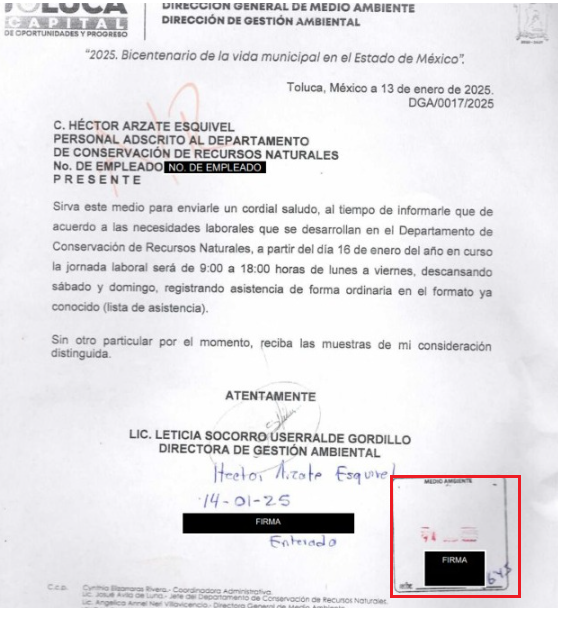 TOLUCA
CAPITAL
DE OPORTUNIDADES Y PROGRESO
DIRECCIÓN GENERAL DE MEDIO AMBIENTE
DIRECCIÓN DE GESTIÓN AMBIENTAL
"2025. Bicentenario de la vida municipal en el Estado de México".
Toluca, México a 13 de enero de 2025.
DGA/0017/2025
C. HÉCTOR ARZATE ESQUIVEL
PERSONAL ADSCRITO AL DEPARTAMENTO
DE CONSERVACIÓN DE RECURSOS NATURALES
No. DE EMPLEADO NO. DE EMPLEADO
P R E S E N T E
Sirva este medio para enviarle un cordial saludo, al tiempo de informarle que de
acuerdo a las necesidades laborales que se desarrollan en el Departamento de
Conservación de Recursos Naturales, a partir del día 16 de enero del año en curso
la jornada laboral será de 9:00 a 18:00 horas de lunes a viernes, descansando
sábado y domingo, registrando asistencia de forma ordinaria en el formato ya
conocido (lista de asistencia).
Sin otro particular por el momento, reciba las muestras de mi consideración
distinguida.
ATENTAMENTE
LIC. LETICIA SOCORRO USERRALDE GORDILLO
DIRECTORA DE GESTIÓN AMBIENTAL
Hector Arzate Esquivel
14-01-25
FIRMA
Enterado
MEDIO AMBIENTE
FIRMA
C.c.p. Cynthia Elisamaras Rivera.- Coordinadora Administrativa.
Lic. Josué Ávila de Luna.- Jefe del Departamento de Conservación de Recursos Naturales.
Lic. Angelica Annel Neri Villavicencio.- Directora General de Medio Ambiente